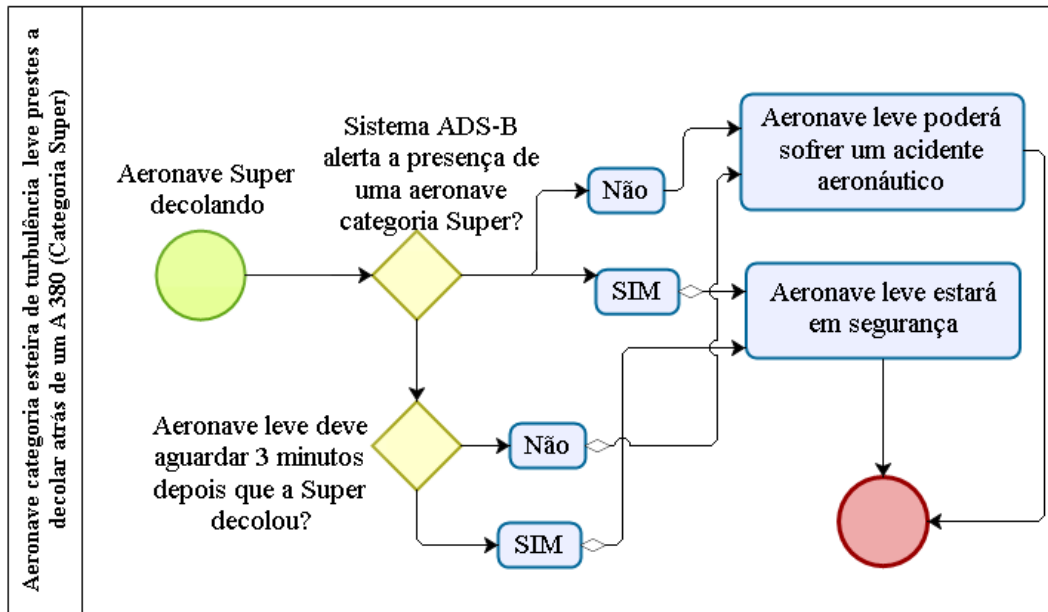 Aeronave categoria esteira de turbulência leve prestes a
decolar atrás de um A 380 (Categoria Super)
Aeronave Super
decolando
Sistema ADS-B
alerta a presença de
uma aeronave
categoria Super?
Não
SIM
Aeronave leve poderá
sofrer um acidente
aeronáutico
Aeronave leve estará
em segurança
Aeronave leve deve
aguardar 3 minutos
depois que a Super
decolou?
Não
SIM